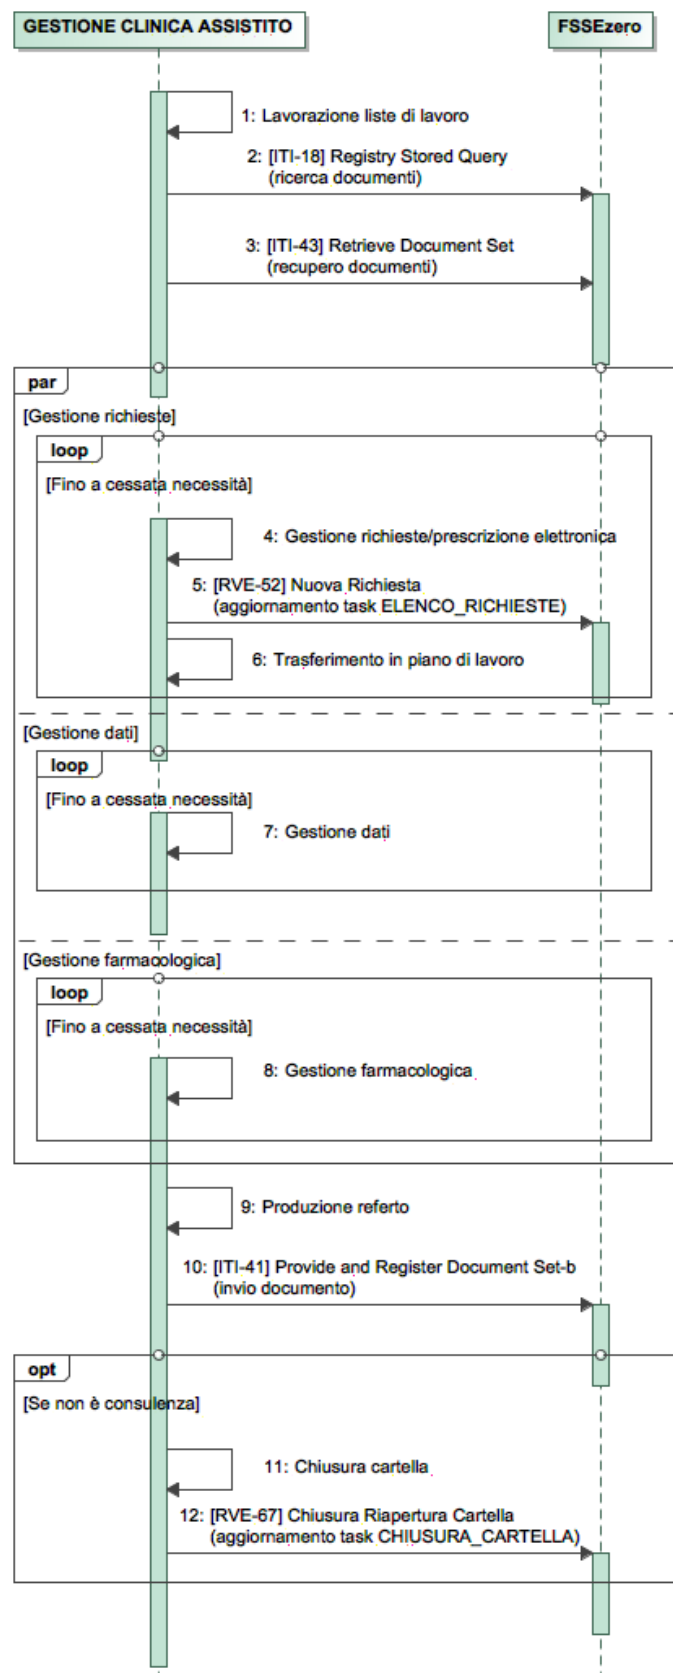 GESTIONE CLINICA ASSISTITO
FSSEzero
1: Lavorazione liste di lavoro
2: [ITI-18] Registry Stored Query
(ricerca documenti)
3: [ITI-43] Retrieve Document Set
(recupero documenti)
par
[Gestione richieste]
loop
[Fino a cessata necessità]
4: Gestione richieste/prescrizione elettronica
5: [RVE-52] Nuova Richiesta
(aggiornamento task ELENCO_RICHIESTE)
6: Trasferimento in piano di lavoro
[Gestione dati]
loop
[Fino a cessata necessità]
7: Gestione dati
[Gestione farmacologica]
loop
[Fino a cessata necessità]
8: Gestione farmacologica
9: Produzione referto
10: [ITI-41] Provide and Register Document Set-b
(invio documento)
opt
[Se non è consulenza]
11: Chiusura cartella
12: [RVE-67] Chiusura Riapertura Cartella
(aggiornamento task CHIUSURA_CARTELLA)